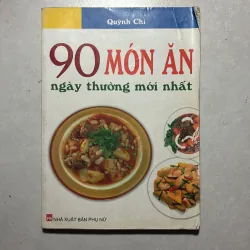 Quỳnh Chi
90 MÓN ĂN
ngày thường mới nhất
NHÀ XUẤT BẢN PHỤ NỮ